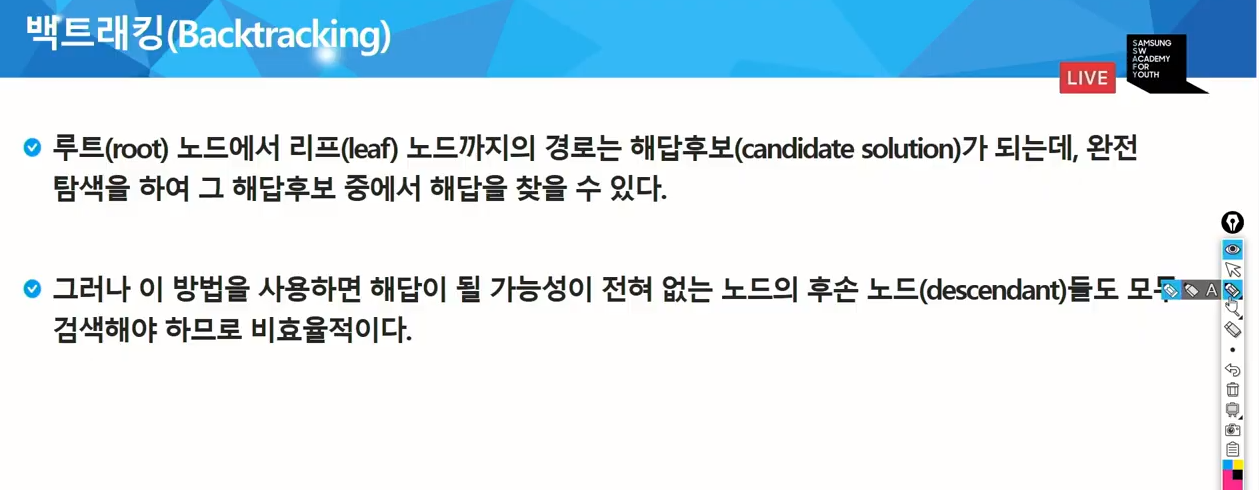 백트래킹(Backtracking)
LIVE
SAMSUNG
SW
ACADEMY
FOR
YOUTH
루트(root) 노드에서 리프(leaf) 노드까지의 경로는 해답후보(candidate solution)가 되는데, 완전
탐색을 하여 그 해답후보 중에서 해답을 찾을 수 있다.
그러나 이 방법을 사용하면 해답이 될 가능성이 전혀 없는 노드의 후손 노드(descendant)들도 모두
검색해야 하므로 비효율적이다.
A